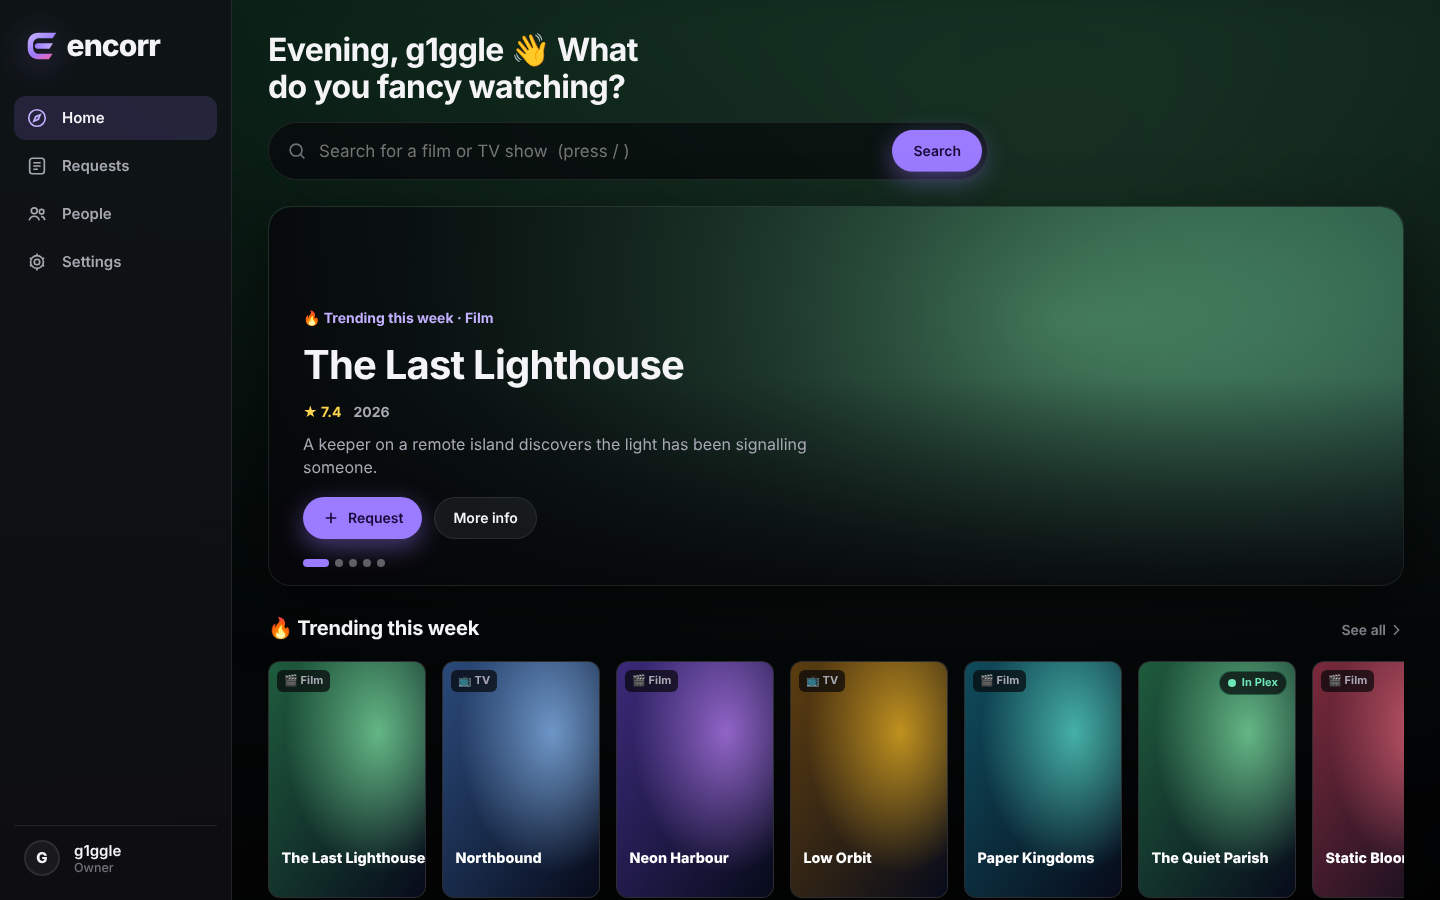 encorr
Home
Requests
People
Settings
g1ggle
Owner
G
Evening, g1ggle 👋 What
do you fancy watching?
Search for a film or TV show (press / )
Search
🔥 Trending this week · Film
The Last Lighthouse
★ 7.4 2026
A keeper on a remote island discovers the light has been signalling
someone.
+ Request
More info
🔥 Trending this week
See all >
🎬 Film
The Last Lighthouse
📺 TV
Northbound
🎬 Film
Neon Harbour
📺 TV
Low Orbit
🎬 Film
Paper Kingdoms
In Plex
The Quiet Parish
🎬 Film
Static